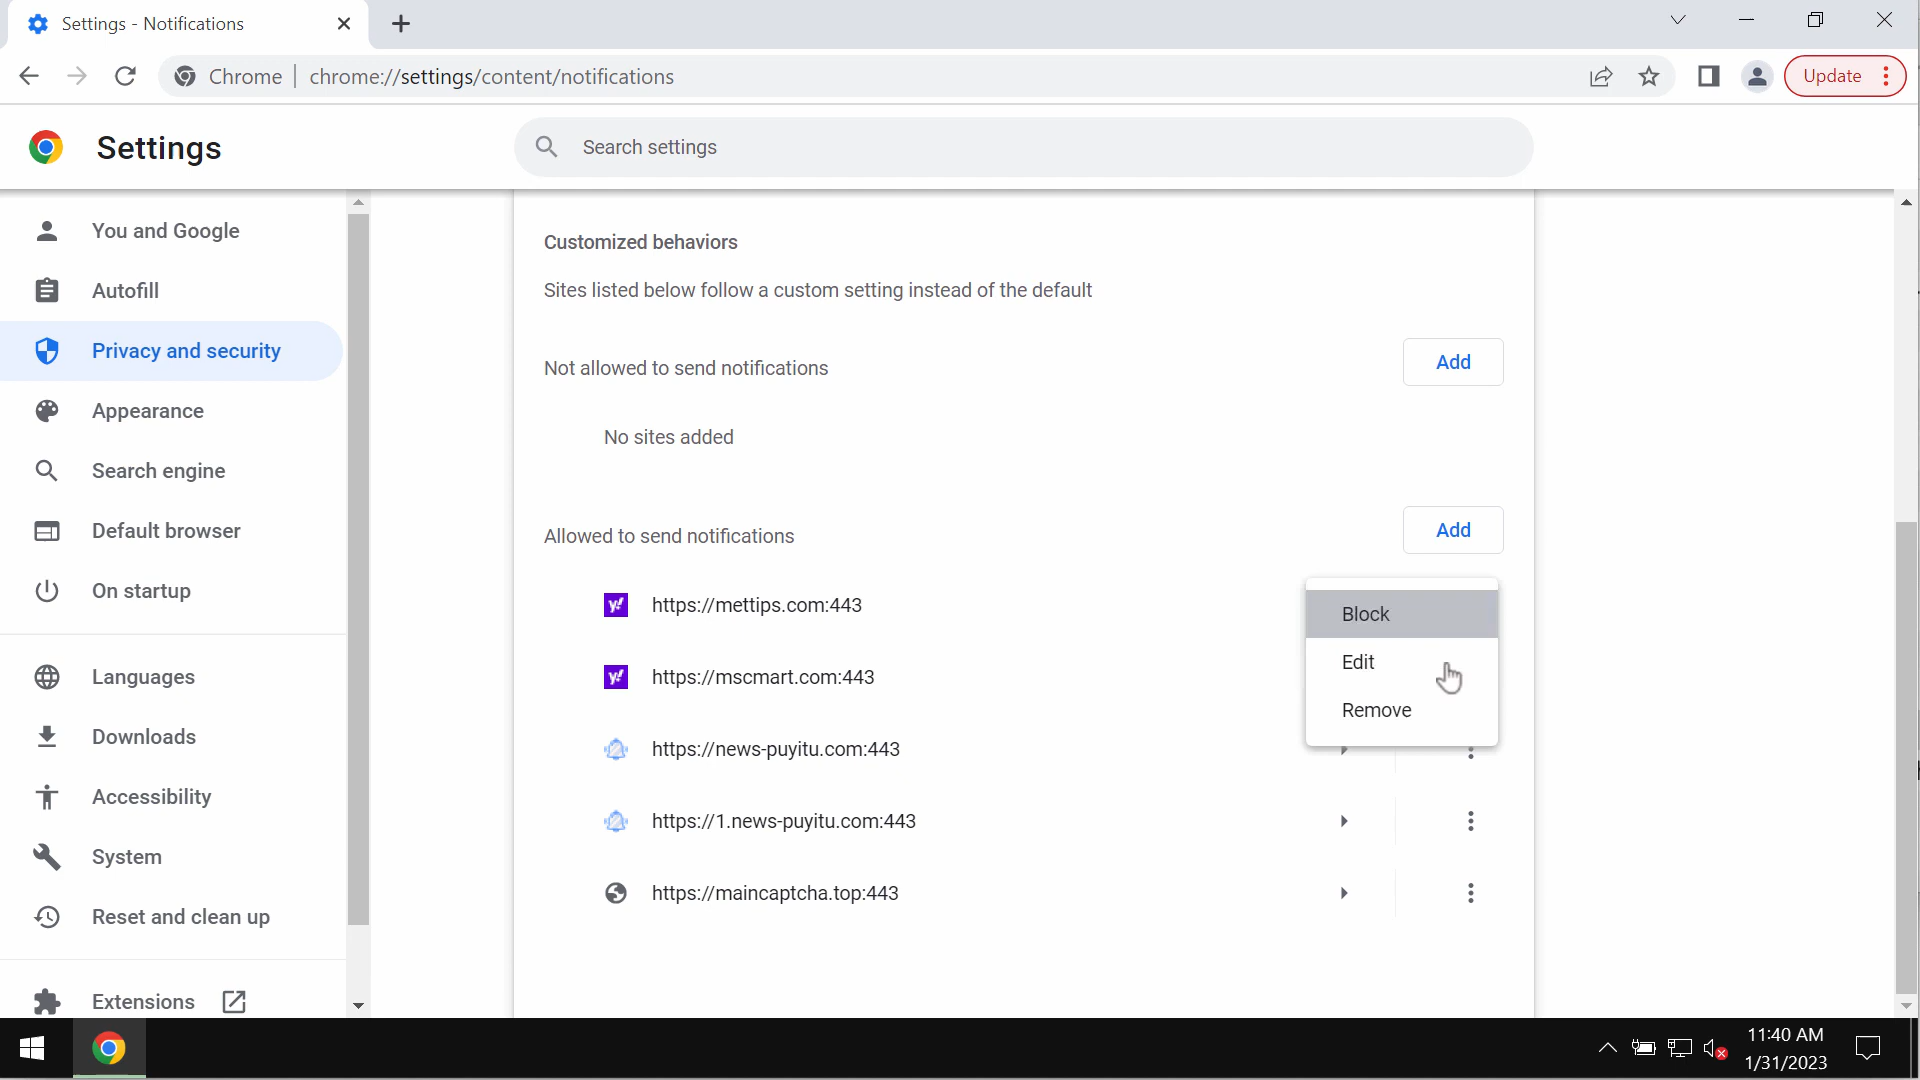 Settings - Notifications
Chrome | chrome://settings/content/notifications
Update
Settings
Search settings
You and Google
Autofill
Privacy and security
Appearance
Search engine
Default browser
On startup
Languages
Downloads
Accessibility
System
Reset and clean up
Extensions
Customized behaviors
Sites listed below follow a custom setting instead of the default
Not allowed to send notifications
Add
No sites added
Allowed to send notifications
Add
https://mettips.com:443
https://mscmart.com:443
https://news-puyitu.com:443
https://1.news-puyitu.com:443
https://maincaptcha.top:443
Block
Edit
Remove
11:40 AM
1/31/2023